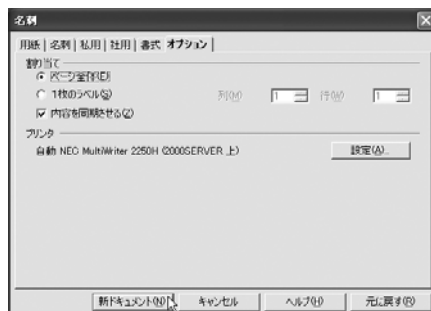 名刺
用紙 名刺 私用 社用 書式 オプション
割り当て
ページ全体(E)
1枚のラベル(S) 列(M) 1 行(W) 1
内容を同期させる(Z)
プリンタ
自動 NEC MultiWriter 2250H (2000SERVER 上) 設定(A)...
新ドキュメント(N) キャンセル ヘルプ(H) 元に戻す(R)